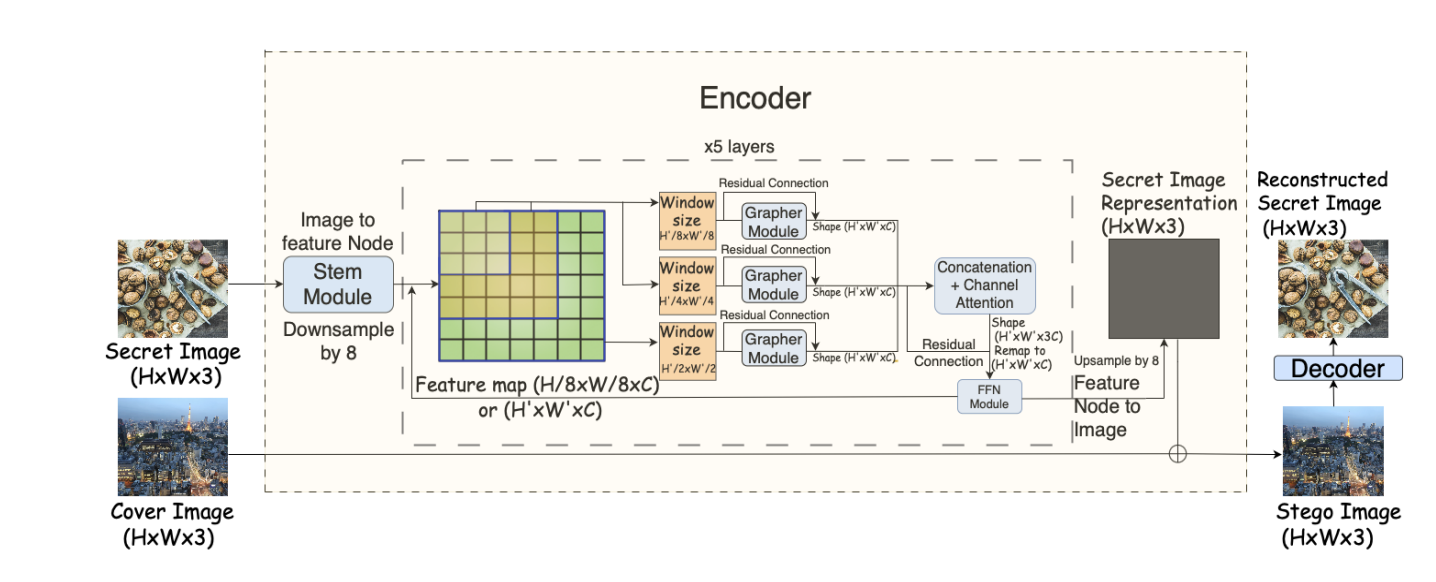 Encoder
x5 layers
Image to
feature Node
Stem
Module
Downsample
by 8
Secret Image
(HxWx3)
Cover Image
(HxWx3)
Feature map (H/8xW/8xC)
or (H'xW'xC)
Window
size
H'/8xW'/8
Residual Connection
Grapher
Module
Shape (H'xW'xC)
Window
size
H'/4xW'/4
Residual Connection
Grapher
Module
Shape (H'xW'xC)
Window
size
H'/2xW'/2
Residual Connection
Grapher
Module
Shape (H'xW'xC)
Concatenation
+ Channel
Attention
Shape
(H'xW'x3C)
Remap to
(H'xW'xC)
Residual
Connection
FFN
Module
Upsample by 8
Feature
Node to
Image
Secret Image
Representation
(HxWx3)
Reconstructed
Secret Image
(HxWx3)
Decoder
Stego Image
(HxWx3)